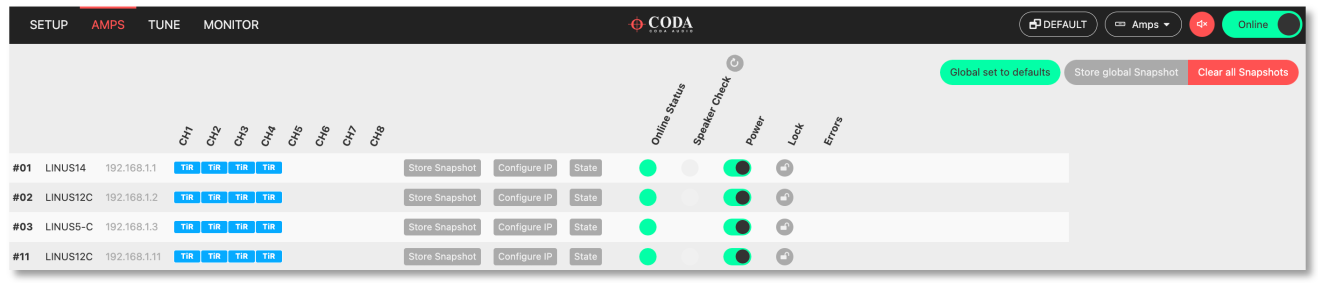 SETUP AMPS TUNE MONITOR CODA DEFAULT Amps Online
CODA AUDIO
Global set to defaults Store global Snapshot Clear all Snapshots
CH1 CH2 CH3 CH4 CH5 CH6 CH7 CH8 Online Status Speaker Check Power Lock Errors
#01 LINUS14 192.168.1.1 TiR TiR TiR TiR Store Snapshot Configure IP State
#02 LINUS12C 192.168.1.2 TiR TiR TiR TiR Store Snapshot Configure IP State
#03 LINUS5-C 192.168.1.3 TiR TiR TiR TiR Store Snapshot Configure IP State
#11 LINUS12C 192.168.1.11 TiR TiR TiR TiR Store Snapshot Configure IP State